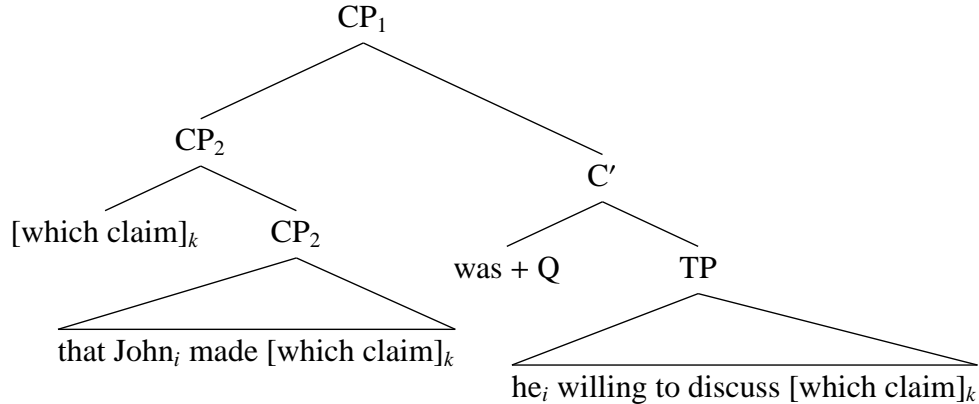 CP₁
CP₂
C′
[which claim]ₖ
CP₂
was + Q
TP
that Johnᵢ made [which claim]ₖ
heᵢ willing to discuss [which claim]ₖ